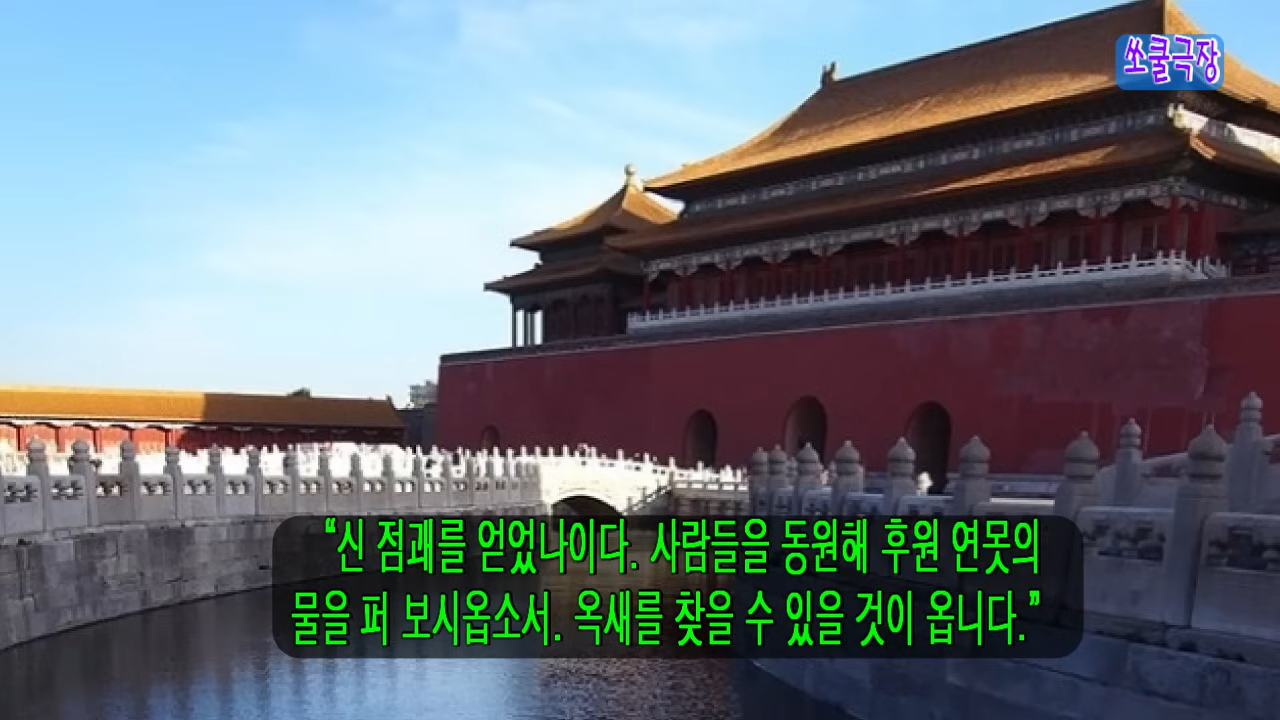 쏘쿨극장
“신 점괘를 얻었나이다. 사람들을 동원해 후원 연못의
물을 퍼 보시옵소서. 옥새를 찾을 수 있을 것이 옵니다.”